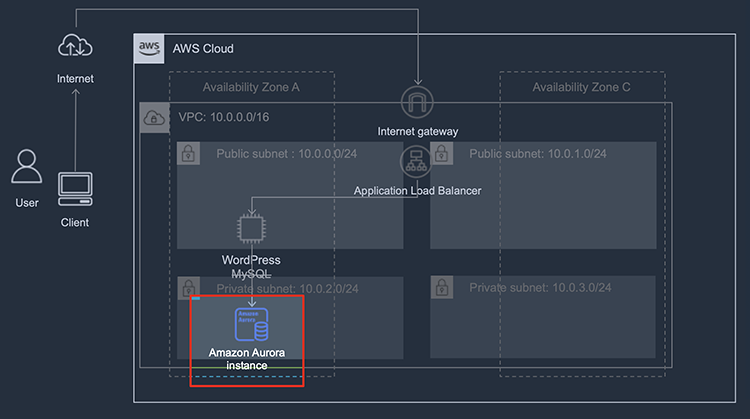 aws
AWS Cloud
Internet
Availability Zone A
Availability Zone C
VPC: 10.0.0.0/16
Internet gateway
Public subnet : 10.0.0.0/24
Public subnet: 10.0.1.0/24
User
Client
Application Load Balancer
WordPress
MySQL
Private subnet: 10.0.2.0/24
Private subnet: 10.0.3.0/24
Amazon
Aurora
Amazon Aurora
instance